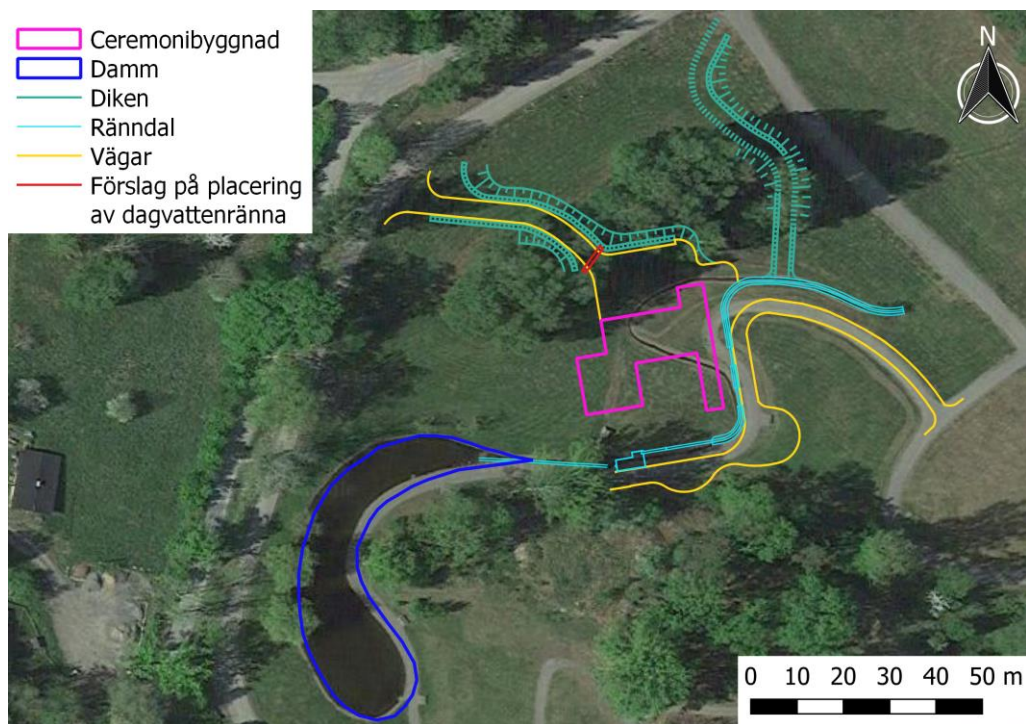 Ceremonibyggnad
Damm
Diken
Ränndal
Vägar
Förslag på placering
av dagvattenränna
N
0 10 20 30 40 50 m